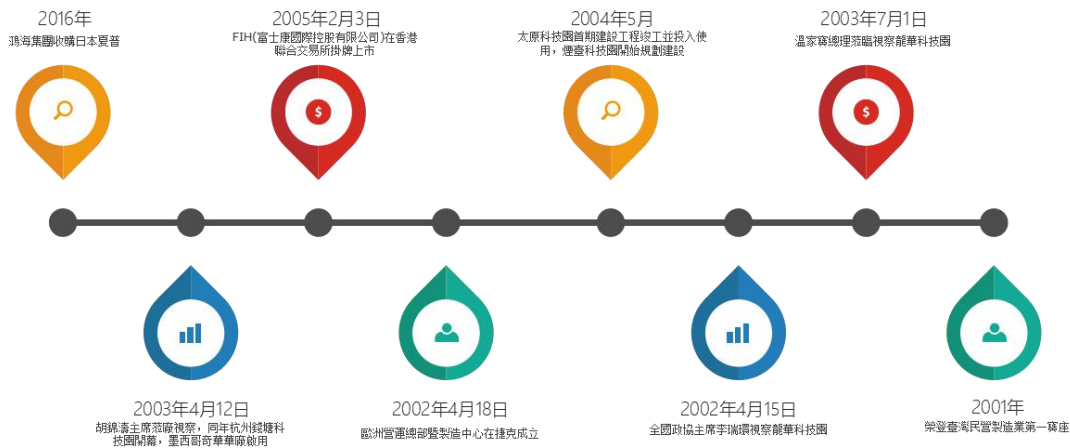 2016年
鴻海集團收購日本夏普
2005年2月3日
FIH(富士康國際控股有限公司)在香港
聯合交易所掛牌上市
2004年5月
太原科技園首期建設工程竣工並投入使
用，煙臺科技園開始規劃建設
2003年7月1日
溫家寶總理蒞臨視察龍華科技園
$
$
2003年4月12日
胡錦濤主席蒞廠視察，同年杭州錢塘科
技園開幕，墨西哥奇華華廠啟用
2002年4月18日
歐洲營運總部暨製造中心在捷克成立
2002年4月15日
全國政協主席李瑞環視察龍華科技園
2001年
榮登臺灣民營製造業第一寶座